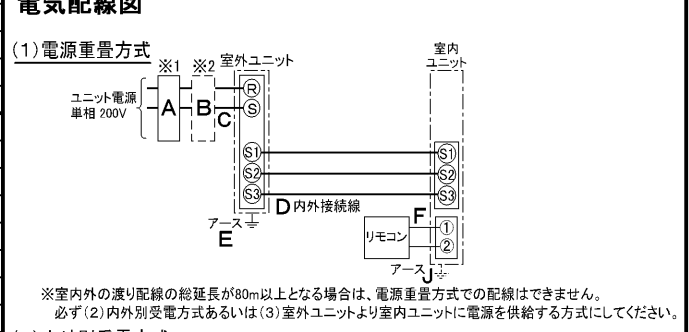 電気配線図
(1)電源重畳方式
※1 ※2 室外ユニット
室内
ユニット
ユニット電源
単相 200V
A B C
R
S
S1 S1
S2 S2
S3 S3
D 内外接続線
アース
E
リモコン
F
①
②
アース J
※室内外の渡り配線の総延長が80m以上となる場合は、電源重畳方式での配線はできません。
必ず(2)内外別受電方式あるいは(3)室外ユニットより室内ユニットに電源を供給する方式にしてください。